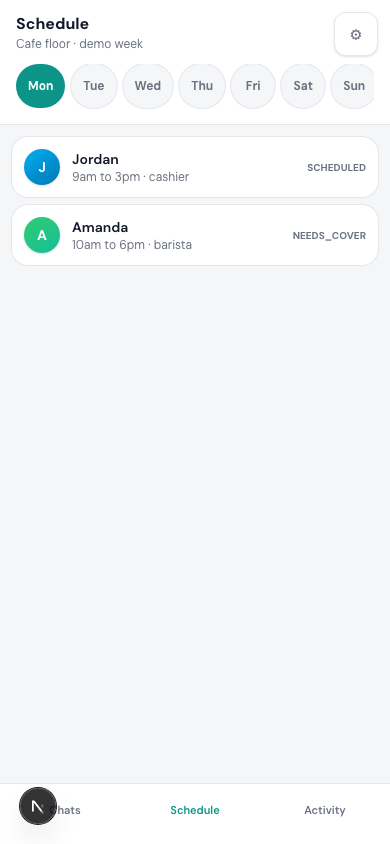 Schedule
Cafe floor · demo week
Mon Tue Wed Thu Fri Sat Sun
J
Jordan
9am to 3pm · cashier
SCHEDULED
A
Amanda
10am to 6pm · barista
NEEDS_COVER
N
Chats Schedule Activity